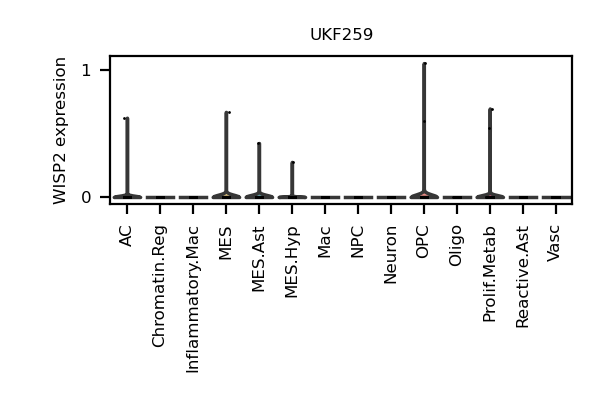 UKF259
WISP2 expression
1
0
AC
Chromatin.Reg
Inflammatory.Mac
MES
MES.Ast
MES.Hyp
Mac
NPC
Neuron
OPC
Oligo
Prolif.Metab
Reactive.Ast
Vasc